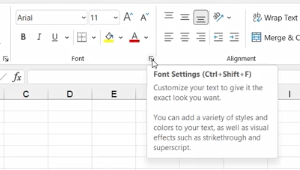 Arial 11 A A Wrap Text
B I U A Merge & C
Font Alignment
fx
Font Settings (Ctrl+Shift+F)
C D E I
Customize your text to give it the
exact look you want.
You can add a variety of styles and
colors to your text, as well as visual
effects such as strikethrough and
superscript.